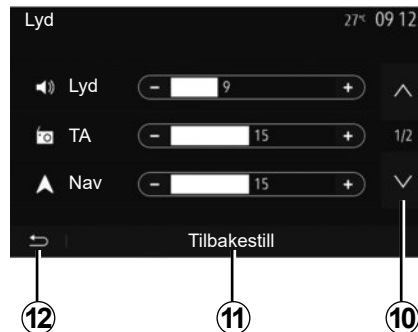 Lyd 27°C 09 12
Lyd - 9 +
TA - 15 +
1/2
Nav - 15 +
Tilbakestill
12 11 10